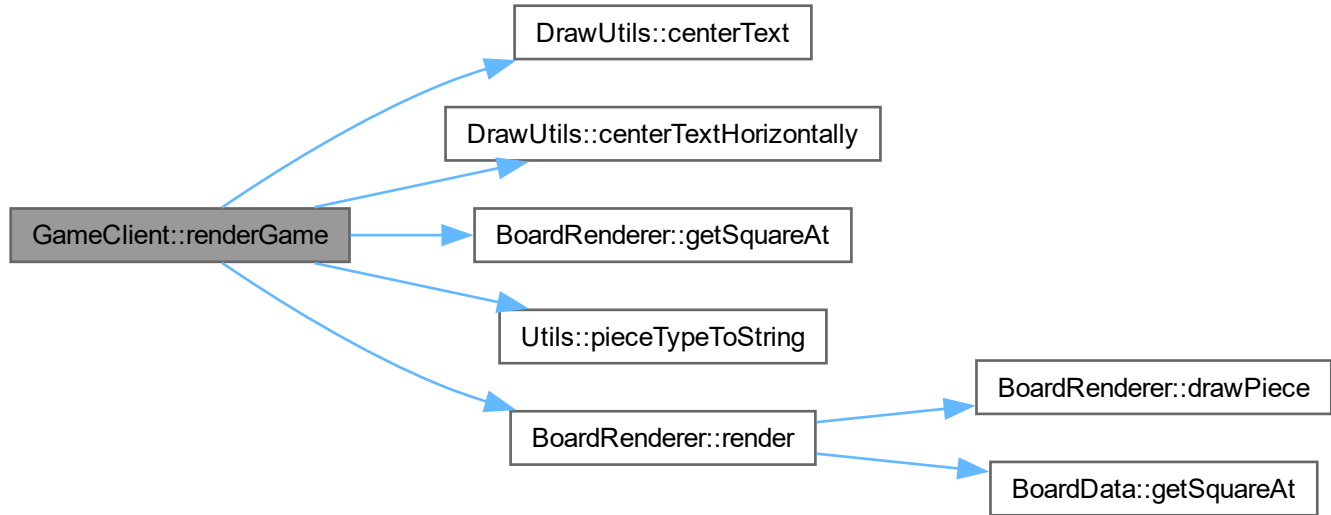 DrawUtils::centerText
DrawUtils::centerTextHorizontally
GameClient::renderGame
BoardRenderer::getSquareAt
Utils::pieceTypeToString
BoardRenderer::drawPiece
BoardRenderer::render
BoardData::getSquareAt